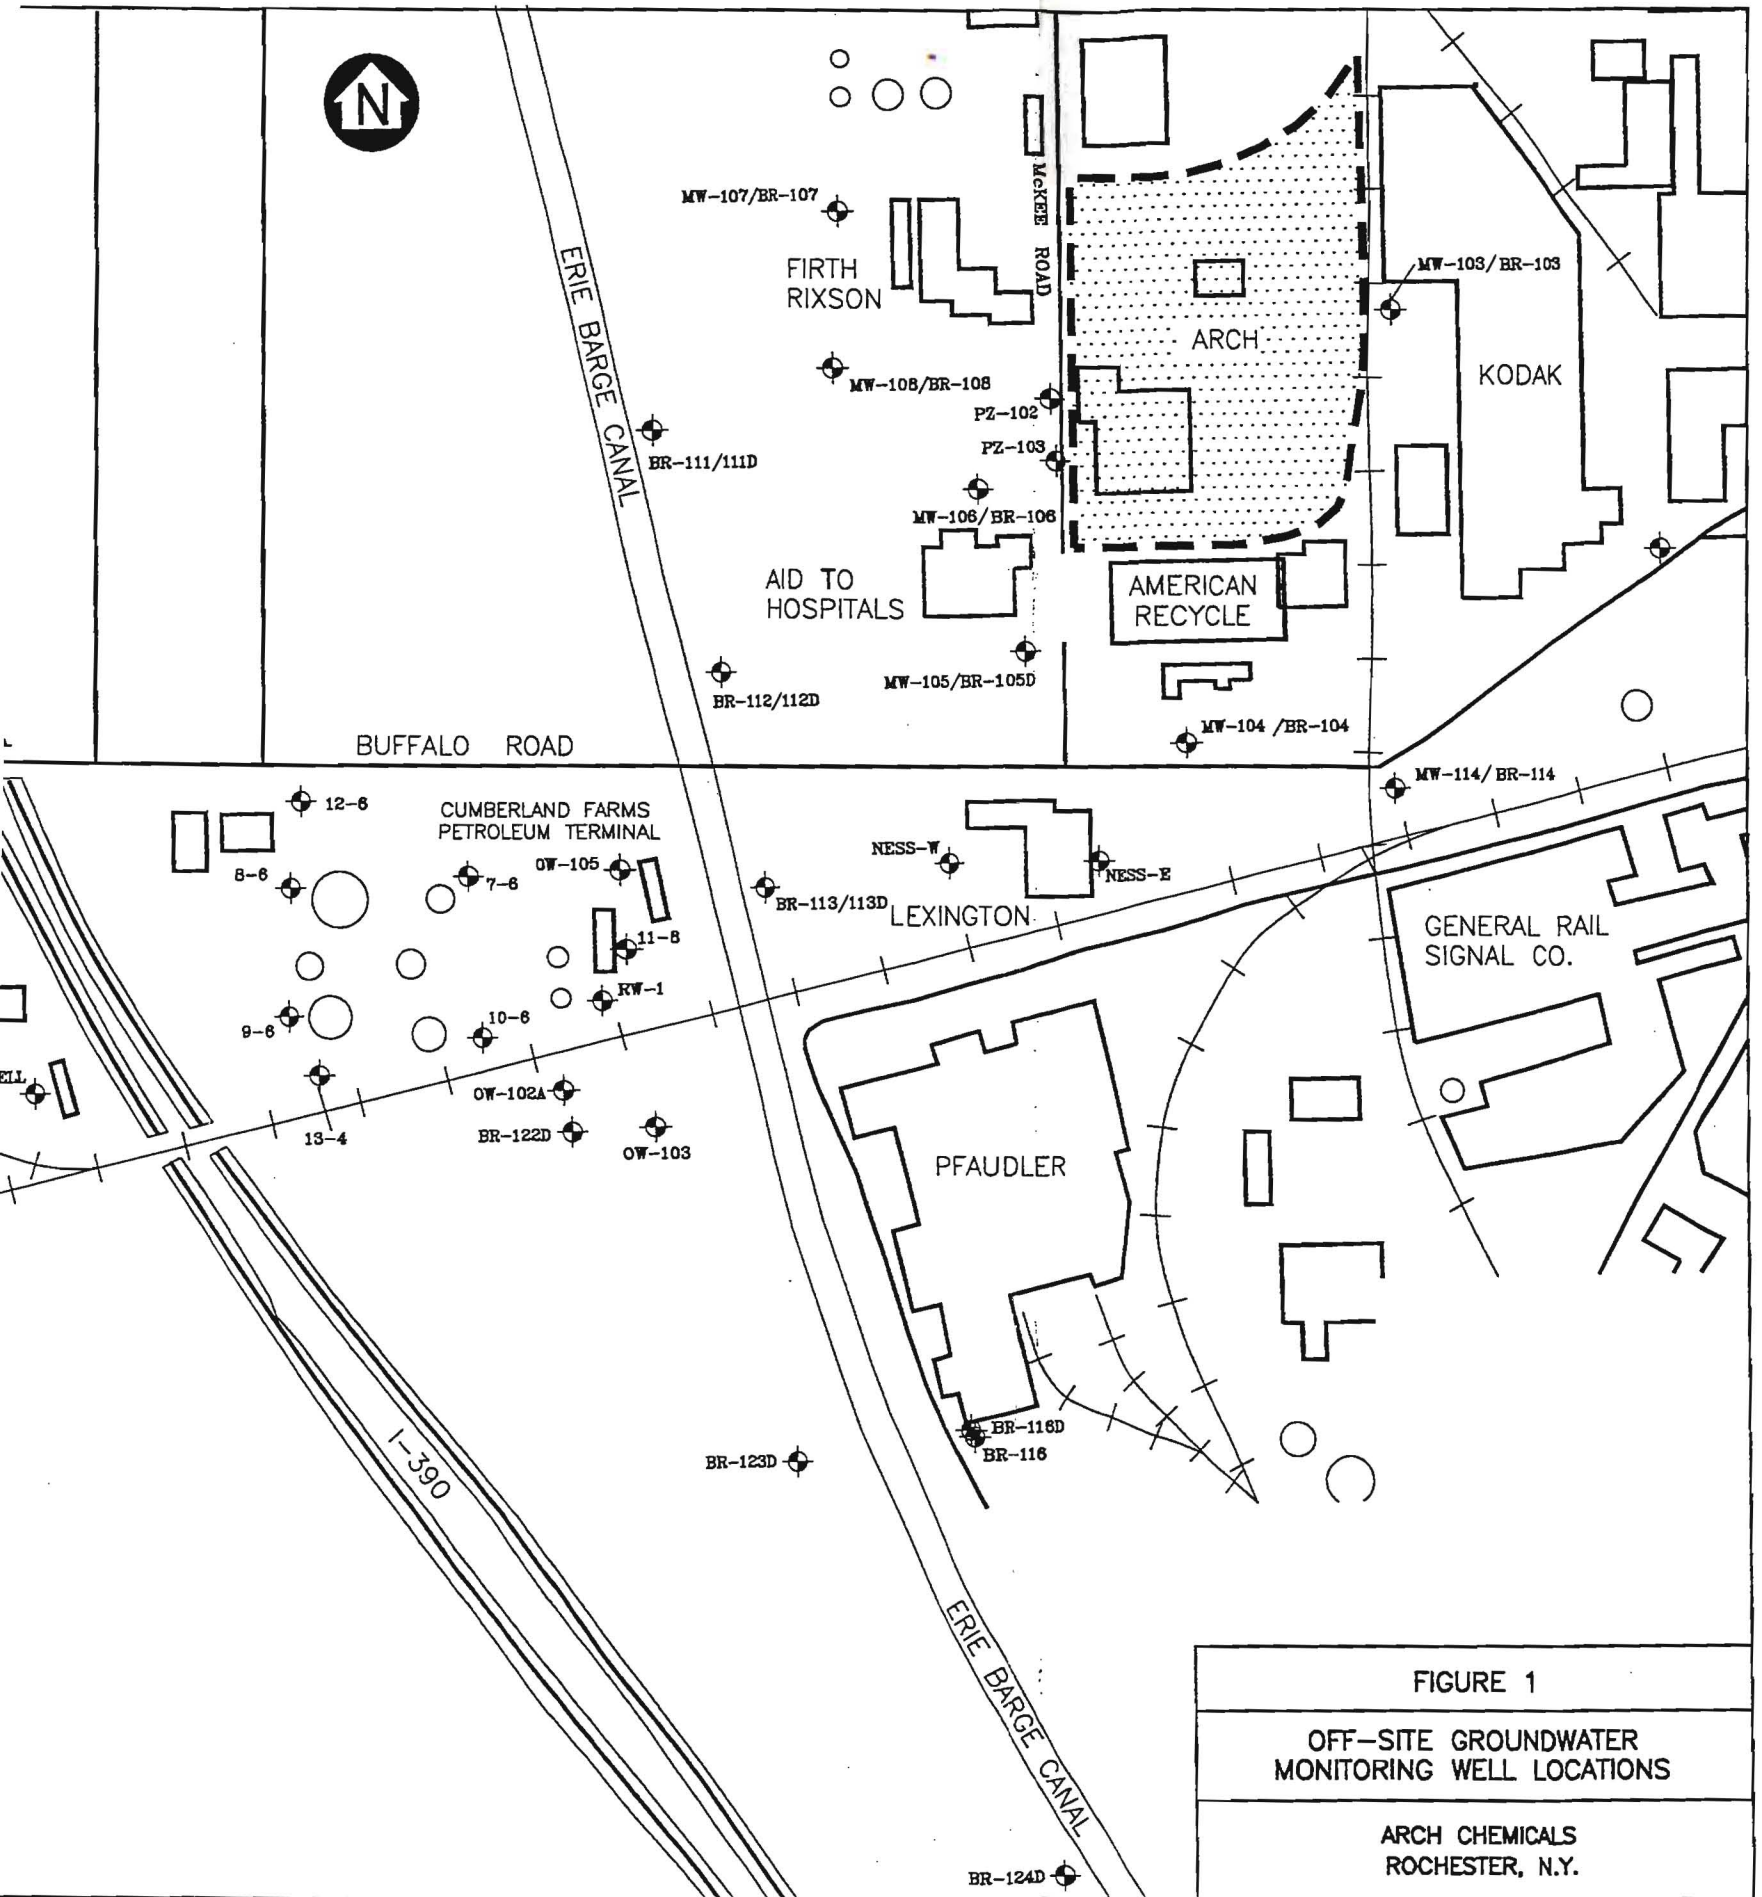 N
MW-107/BR-107
McKEE ROAD
FIRTH
RIXSON
ERIE BARGE CANAL
MW-103/BR-103
ARCH
KODAK
MW-108/BR-108
PZ-102
PZ-103
BR-111/111D
MW-106/BR-106
AID TO
HOSPITALS
AMERICAN
RECYCLE
MW-105/BR-105D
BR-112/112D
MW-104 /BR-104
BUFFALO ROAD
MW-114/BR-114
12-6
CUMBERLAND FARMS
PETROLEUM TERMINAL
8-6
7-6
OW-105
NESS-W
NESS-E
BR-113/113D
LEXINGTON
GENERAL RAIL
SIGNAL CO.
11-8
RW-1
9-6
10-6
ELL
OW-102A
13-4
BR-122D
OW-103
PFAUDLER
BR-116D
BR-116
BR-123D
I-390
ERIE BARGE CANAL
BR-124D
FIGURE 1
OFF-SITE GROUNDWATER
MONITORING WELL LOCATIONS
ARCH CHEMICALS
ROCHESTER, N.Y.